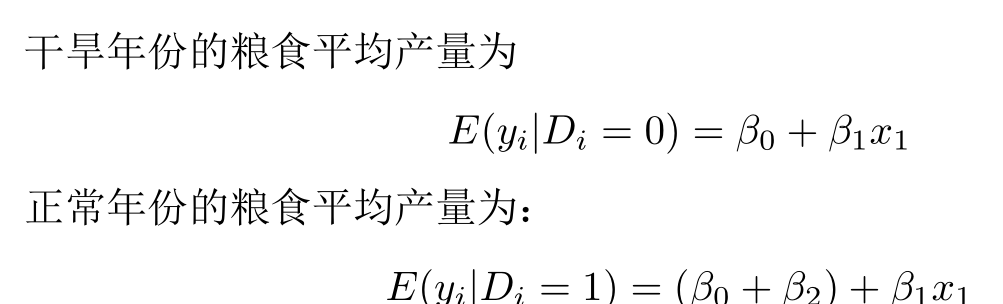 干旱年份的粮食平均产量为
E(y_i|D_i = 0) = β_0 + β_1x_1
正常年份的粮食平均产量为：
E(y_i|D_i = 1) = (β_0 + β_2) + β_1x_1